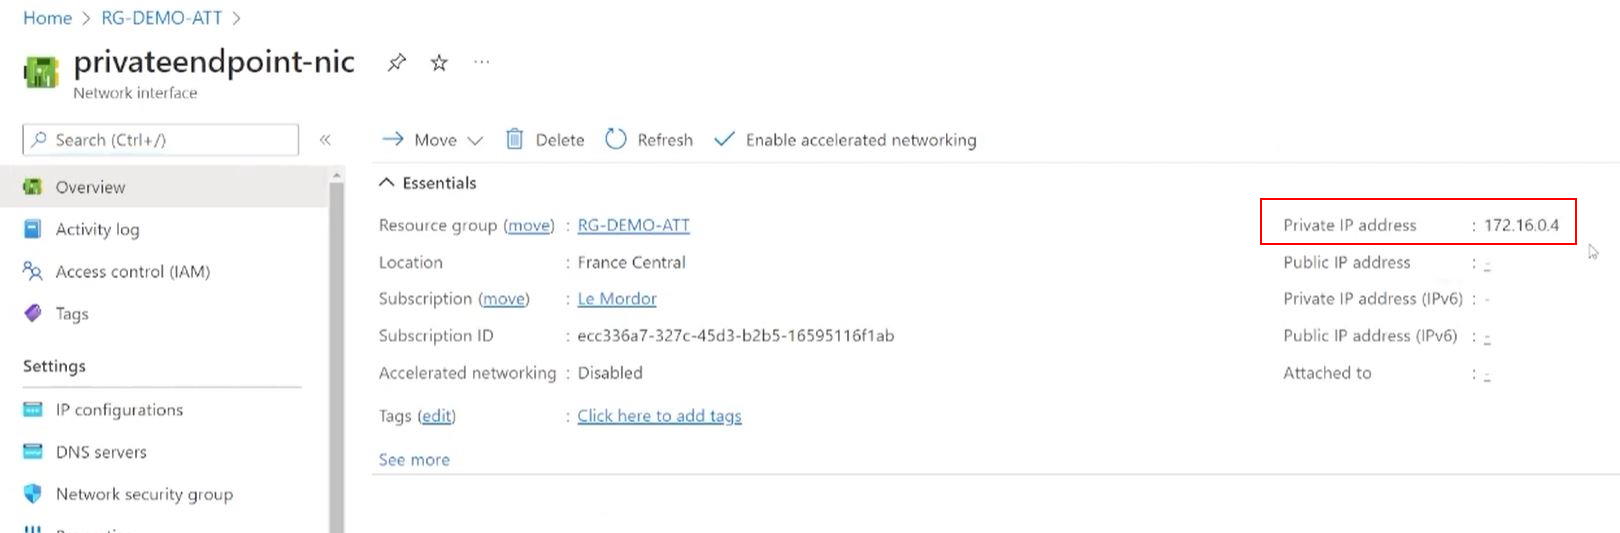 Home > RG-DEMO-ATT >
privateendpoint-nic
Network interface
Search (Ctrl+/)
Move Delete Refresh Enable accelerated networking
Overview
Activity log
Access control (IAM)
Tags
Settings
IP configurations
DNS servers
Network security group
Essentials
Resource group (move) : RG-DEMO-ATT
Location : France Central
Subscription (move) : Le Mordor
Subscription ID : ecc336a7-327c-45d3-b2b5-16595116f1ab
Accelerated networking : Disabled
Tags (edit) : Click here to add tags
See more
Private IP address : 172.16.0.4
Public IP address : -
Private IP address (IPv6) : -
Public IP address (IPv6) : -
Attached to : -